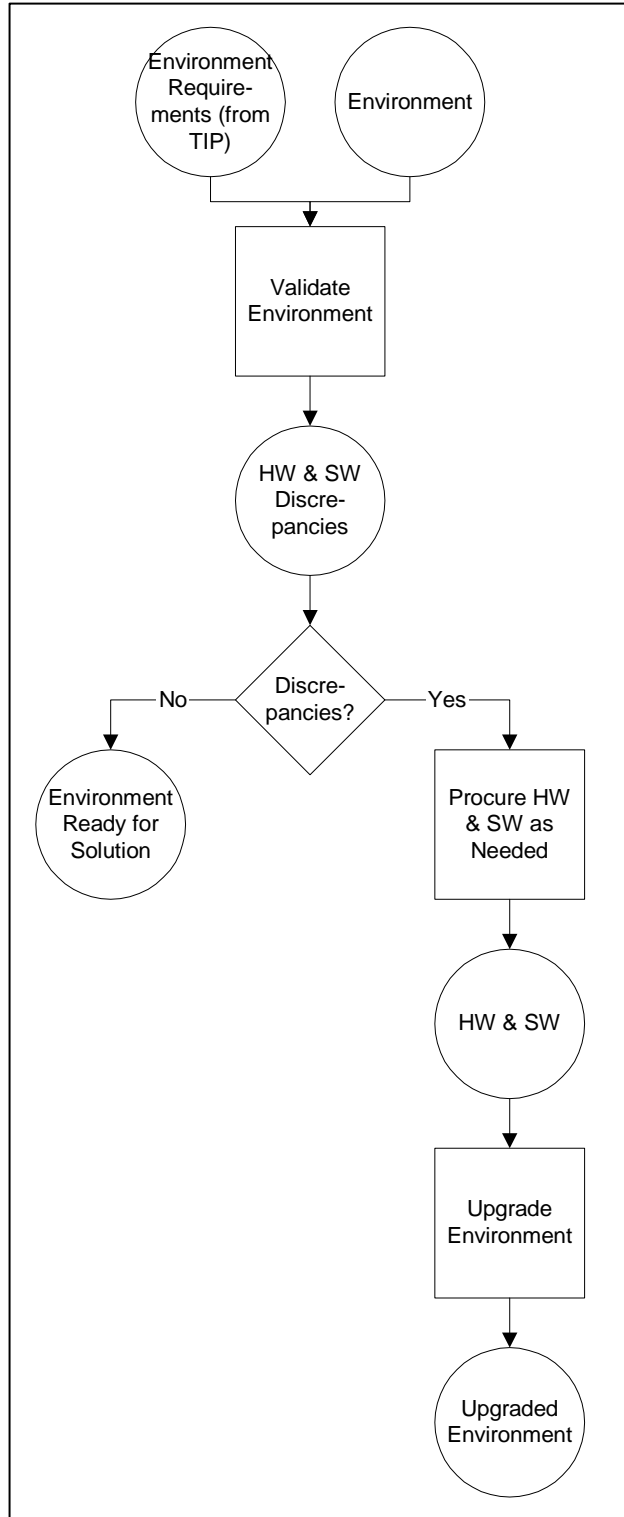 Environment
Require-
ments (from
TIP)
Environment
Validate
Environment
HW & SW
Discre-
pancies
Discre-
pancies?
No
Yes
Environment
Ready for
Solution
Procure HW
& SW as
Needed
HW & SW
Upgrade
Environment
Upgraded
Environment